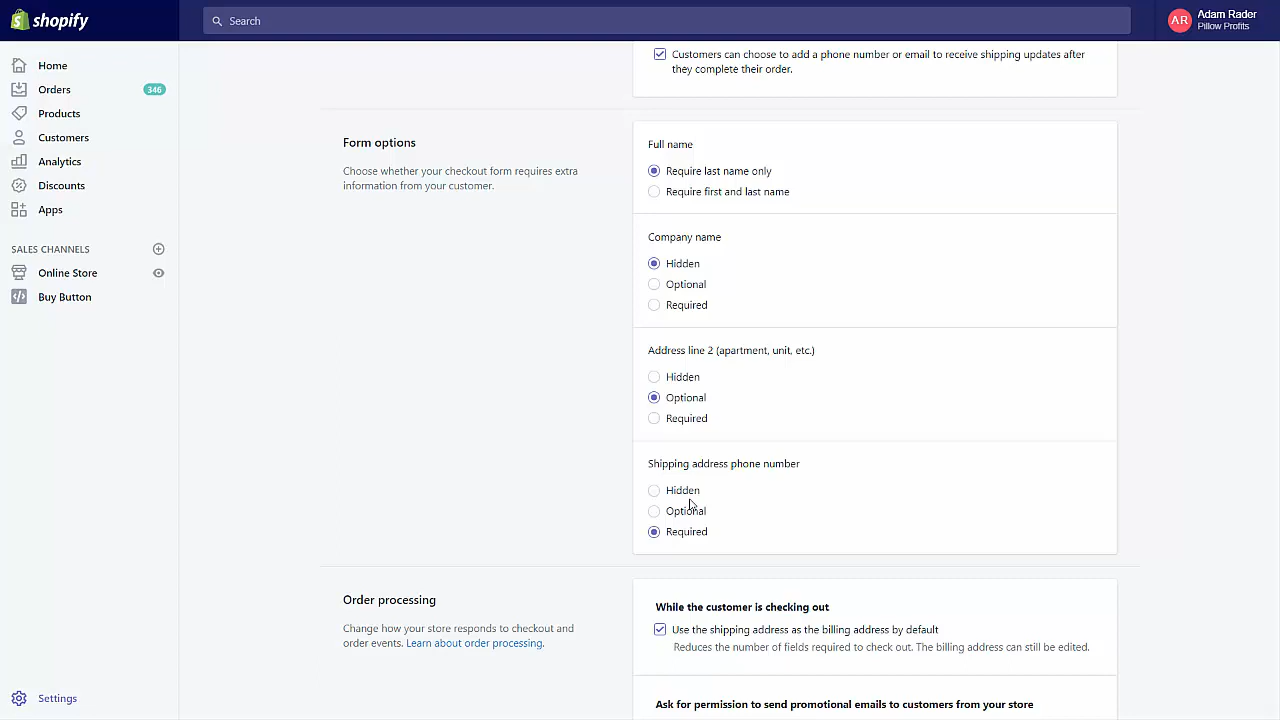 shopify
Search
AR
Adam Rader
Pillow Profits
Home
Orders
346
Products
Customers
Analytics
Discounts
Apps
SALES CHANNELS
Online Store
Buy Button
Settings
Customers can choose to add a phone number or email to receive shipping updates after
they complete their order.
Form options
Choose whether your checkout form requires extra
information from your customer.
Full name
Require last name only
Require first and last name
Company name
Hidden
Optional
Required
Address line 2 (apartment, unit, etc.)
Hidden
Optional
Required
Shipping address phone number
Hidden
Optional
Required
Order processing
Change how your store responds to checkout and
order events. Learn about order processing.
While the customer is checking out
Use the shipping address as the billing address by default
Reduces the number of fields required to check out. The billing address can still be edited.
Ask for permission to send promotional emails to customers from your store